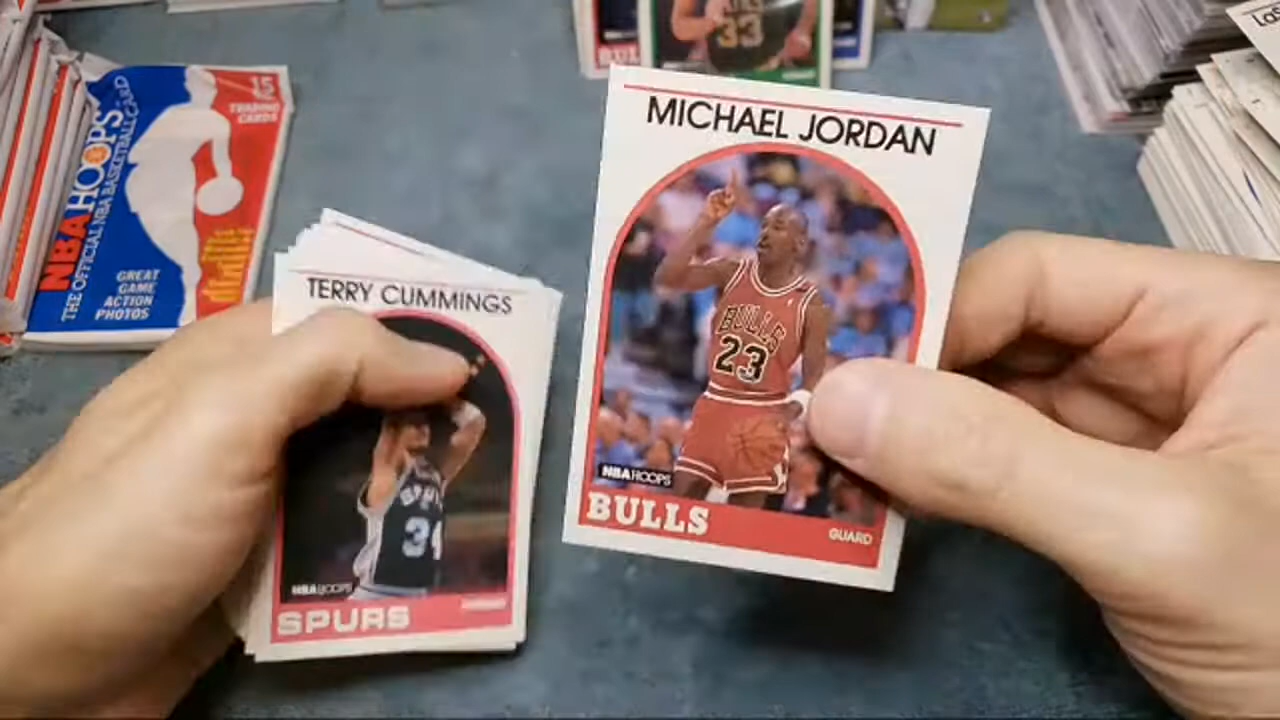 15
TRADING
CARDS
NBA HOOPS
THE OFFICIAL NBA BASKETBALL CARD
GREAT
GAME
ACTION
PHOTOS
BUL
33
MICHAEL JORDAN
BULLS
23
NBA HOOPS
BULLS
GUARD
TERRY CUMMINGS
34
NBA HOOPS
SPURS